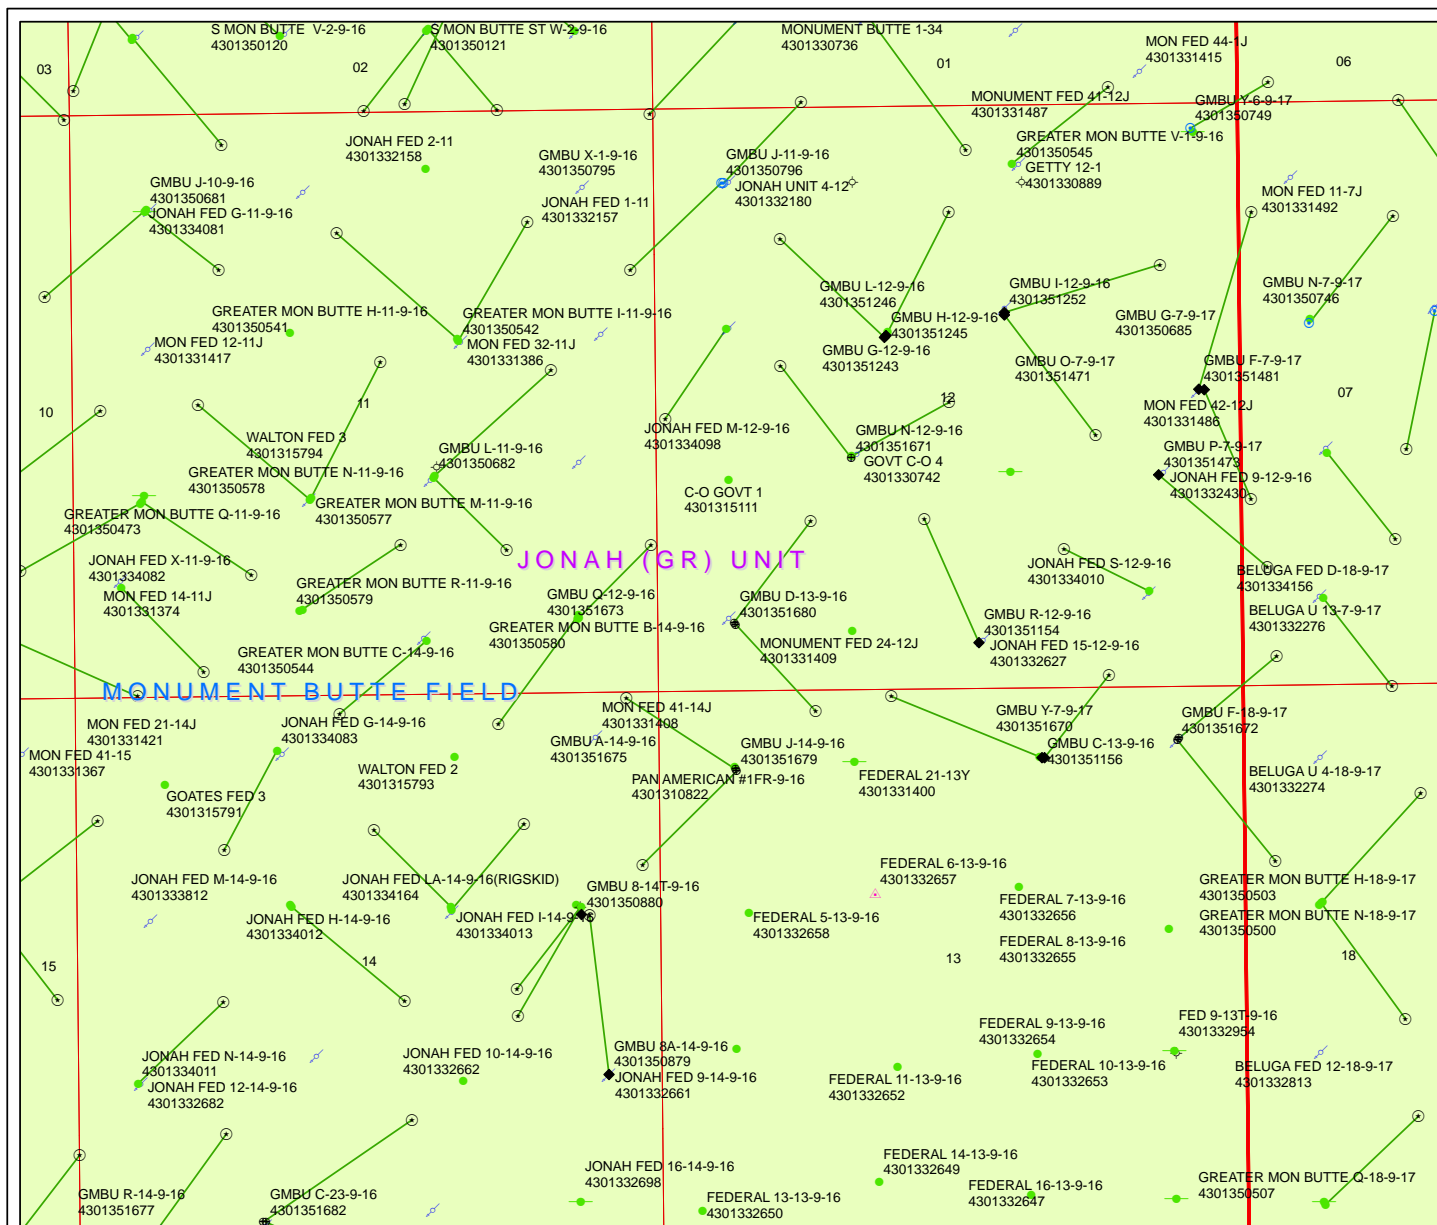 S MON BUTTE  V-2-9-16
4301350120
S MON BUTTE ST W-2-9-16
4301350121
MONUMENT BUTTE 1-34
4301330736
MON FED 44-1J
4301331415
03
02
01
06
MONUMENT FED 41-12J
4301331487
GMBU Y-6-9-17
4301350749
JONAH FED 2-11
4301332158
GREATER MON BUTTE V-1-9-16
4301350545
GMBU X-1-9-16
4301350795
GMBU J-11-9-16
4301350796
GETTY 12-1
4301330889
GMBU J-10-9-16
4301350681
JONAH UNIT 4-12
4301332180
MON FED 11-7J
4301331492
JONAH FED G-11-9-16
4301334081
JONAH FED 1-11
4301332157
GMBU L-12-9-16
4301351246
GMBU I-12-9-16
4301351252
GMBU N-7-9-17
4301350746
GREATER MON BUTTE H-11-9-16
4301350541
GREATER MON BUTTE I-11-9-16
4301350542
GMBU H-12-9-16
4301351245
GMBU G-7-9-17
4301350685
MON FED 12-11J
4301331417
MON FED 32-11J
4301331386
GMBU G-12-9-16
4301351243
GMBU O-7-9-17
4301351471
GMBU F-7-9-17
4301351481
10
11
12
07
MON FED 42-12J
4301331486
WALTON FED 3
4301315794
GMBU L-11-9-16
4301350682
JONAH FED M-12-9-16
4301334098
GMBU N-12-9-16
4301351671
GMBU P-7-9-17
4301351473
GREATER MON BUTTE N-11-9-16
4301350578
GOVT C-O 4
4301330742
JONAH FED 9-12-9-16
4301332430
C-O GOVT 1
4301315111
GREATER MON BUTTE M-11-9-16
4301350577
GREATER MON BUTTE Q-11-9-16
4301350473
JONAH (GR) UNIT
JONAH FED X-11-9-16
4301334082
JONAH FED S-12-9-16
4301334010
BELUGA FED D-18-9-17
4301334156
GREATER MON BUTTE R-11-9-16
4301350579
MON FED 14-11J
4301331374
GMBU Q-12-9-16
4301351673
GMBU D-13-9-16
4301351680
BELUGA U 13-7-9-17
4301332276
GREATER MON BUTTE B-14-9-16
4301350580
GMBU R-12-9-16
4301351154
GREATER MON BUTTE C-14-9-16
4301350544
MONUMENT FED 24-12J
4301331409
JONAH FED 15-12-9-16
4301332627
MONUMENT BUTTE FIELD
MON FED 21-14J
4301331421
JONAH FED G-14-9-16
4301334083
MON FED 41-14J
4301331408
GMBU Y-7-9-17
4301351670
GMBU F-18-9-17
4301351672
MON FED 41-15
4301331367
WALTON FED 2
4301315793
GMBU A-14-9-16
4301351675
GMBU J-14-9-16
4301351679
GMBU C-13-9-16
4301351156
PAN AMERICAN #1FR-9-16
4301310822
FEDERAL 21-13Y
4301331400
BELUGA U 4-18-9-17
4301332274
GOATES FED 3
4301315791
JONAH FED M-14-9-16
4301333812
JONAH FED LA-14-9-16(RIGSKID)
4301334164
GMBU 8-14T-9-16
4301350880
FEDERAL 6-13-9-16
4301332657
GREATER MON BUTTE H-18-9-17
4301350503
JONAH FED H-14-9-16
4301334012
JONAH FED I-14-9-16
4301334013
FEDERAL 5-13-9-16
4301332658
FEDERAL 7-13-9-16
4301332656
GREATER MON BUTTE N-18-9-17
4301350500
FEDERAL 8-13-9-16
4301332655
15
14
13
18
FEDERAL 9-13-9-16
4301332654
FED 9-13T-9-16
4301332954
JONAH FED N-14-9-16
4301334011
JONAH FED 10-14-9-16
4301332662
GMBU 8A-14-9-16
4301350879
FEDERAL 10-13-9-16
4301332653
BELUGA FED 12-18-9-17
4301332813
JONAH FED 12-14-9-16
4301332682
JONAH FED 9-14-9-16
4301332661
FEDERAL 11-13-9-16
4301332652
JONAH FED 16-14-9-16
4301332698
FEDERAL 14-13-9-16
4301332649
GREATER MON BUTTE Q-18-9-17
4301350507
GMBU R-14-9-16
4301351677
GMBU C-23-9-16
4301351682
FEDERAL 13-13-9-16
4301332650
FEDERAL 16-13-9-16
4301332647